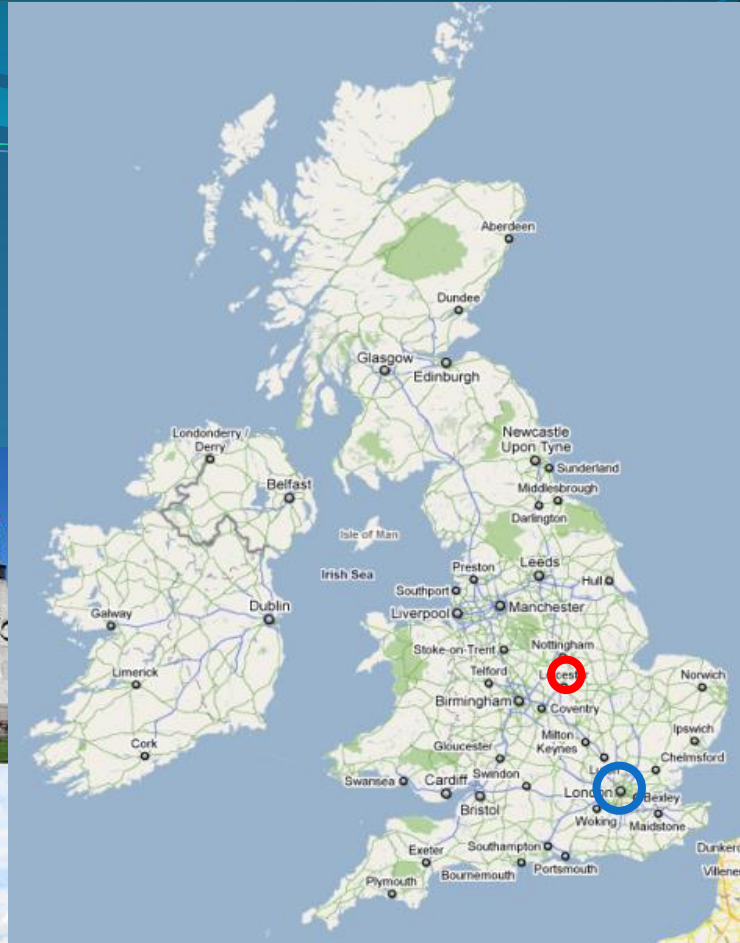 Aberdeen
Dundee
Glasgow
Edinburgh
Londonderry /
Derry
Newcastle
Upon Tyne
Sunderland
Belfast
Middlesbrough
Darlington
Isle of Man
Irish Sea
Preston
Leeds
Southport
Hull
Galway
Dublin
Liverpool
Manchester
Stoke-on-Trent
Nottingham
Limerick
Telford
Norwich
Birmingham
Coventry
Cork
Milton
Keynes
Ipswich
Gloucester
Chelmsford
Swansea
Cardiff
Swindon
London
Bexley
Bristol
Woking
Maidstone
Exeter
Southampton
Portsmouth
Bournemouth
Plymouth